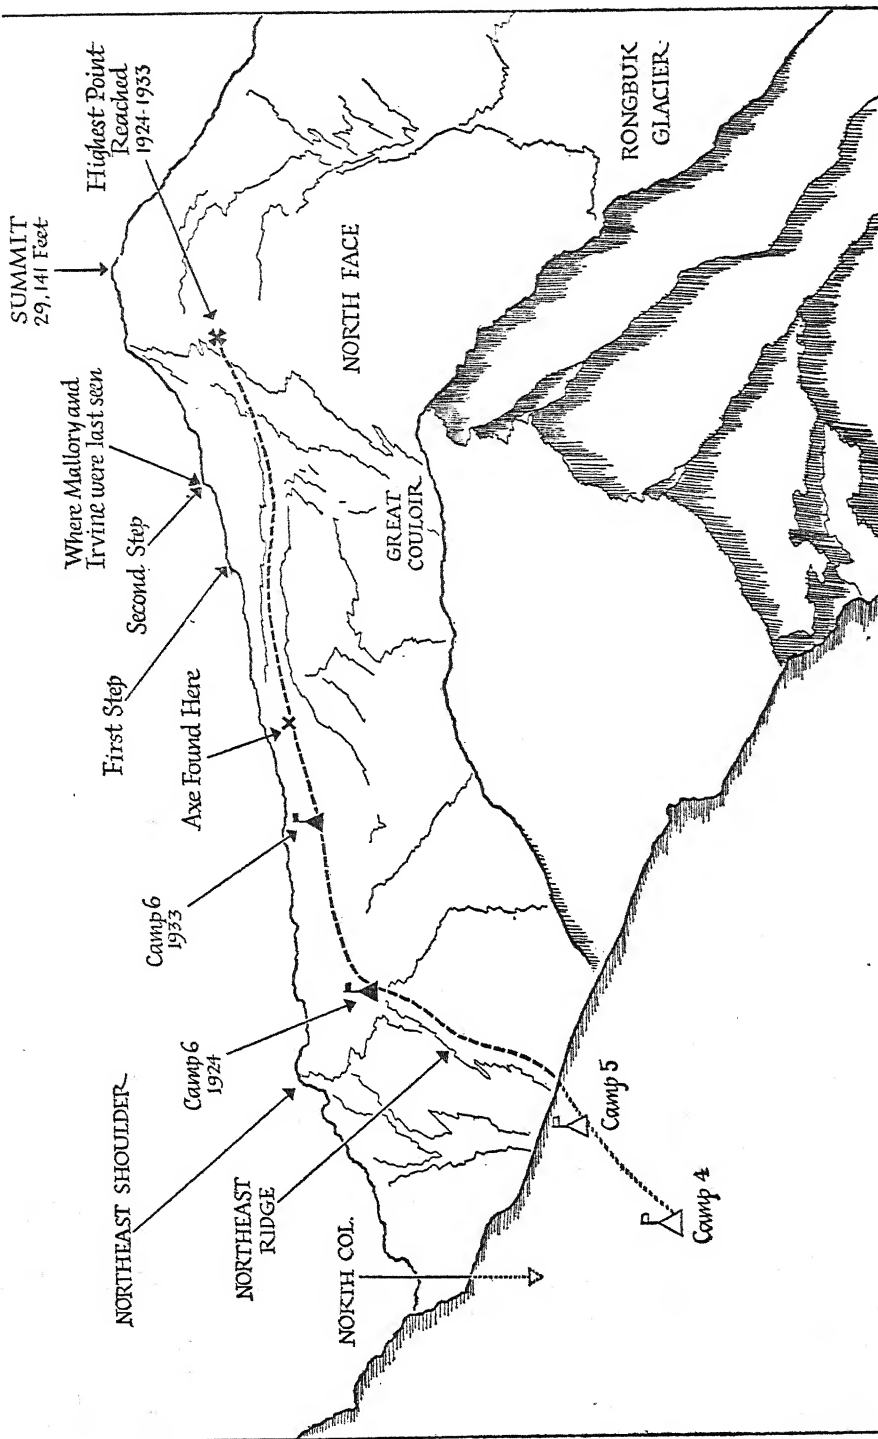 SUMMIT
29,141 Feet
Highest Point
Reached
1924-1933
Where Mallory and
Irvine were last seen
Second Step
First Step
Axe Found Here
Camp 6
1933
Camp 6
1924
NORTHEAST SHOULDER
NORTHEAST
RIDGE
NORTH COL
Camp 5
Camp 4
NORTH FACE
GREAT
COULOIR
RONGBUK
GLACIER